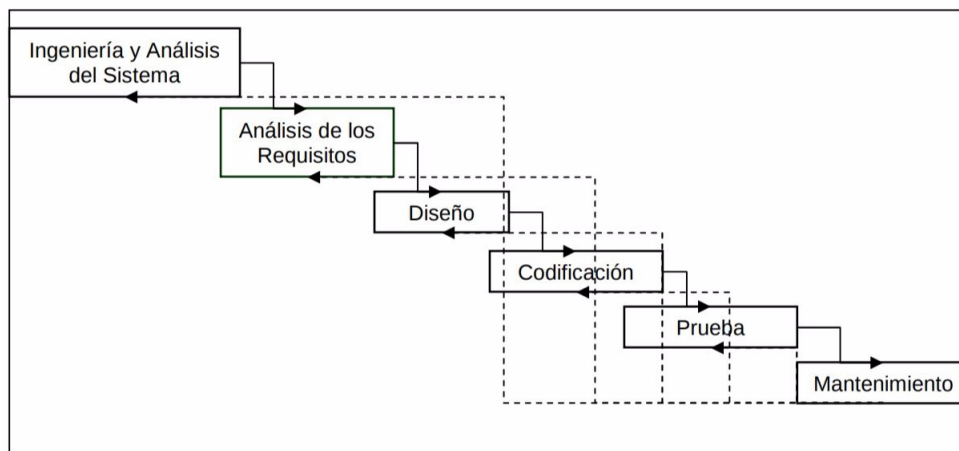 Ingeniería y Análisis
del Sistema
Análisis de los
Requisitos
Diseño
Codificación
Prueba
Mantenimiento